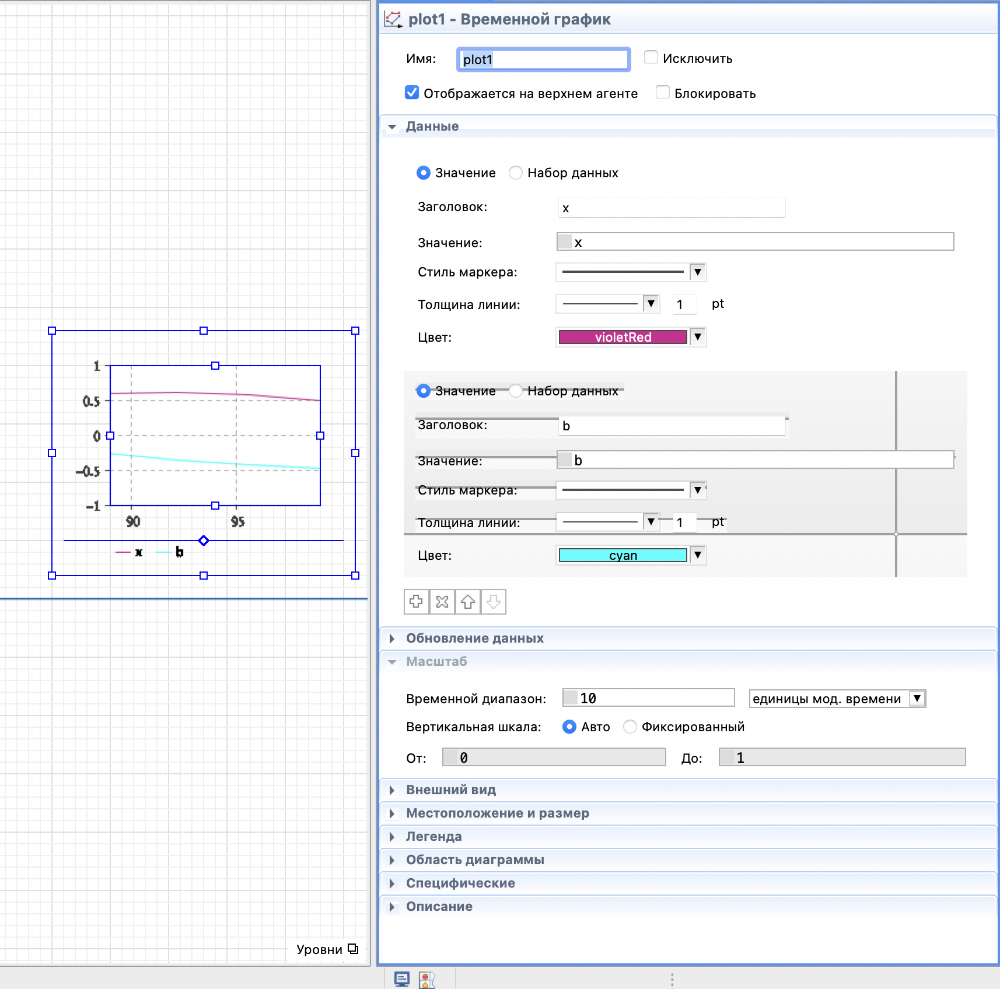 plot1 - Временной график
Имя: plot1 Исключить
Отображается на верхнем агенте Блокировать
Данные
Значение Набор данных
Заголовок: x
Значение: x
Стиль маркера:
Толщина линии: 1 pt
Цвет: violetRed
Значение Набор данных
Заголовок: b
Значение: b
Стиль маркера:
Толщина линии: 1 pt
Цвет: cyan
Обновление данных
Масштаб
Временной диапазон: 10 единицы мод. времени
Вертикальная шкала: Авто Фиксированный
От: 0 До: 1
Внешний вид
Местоположение и размер
Легенда
Область диаграммы
Специфические
Описание
1
0.5
0
-0.5
-1
90 95
x b
Уровни